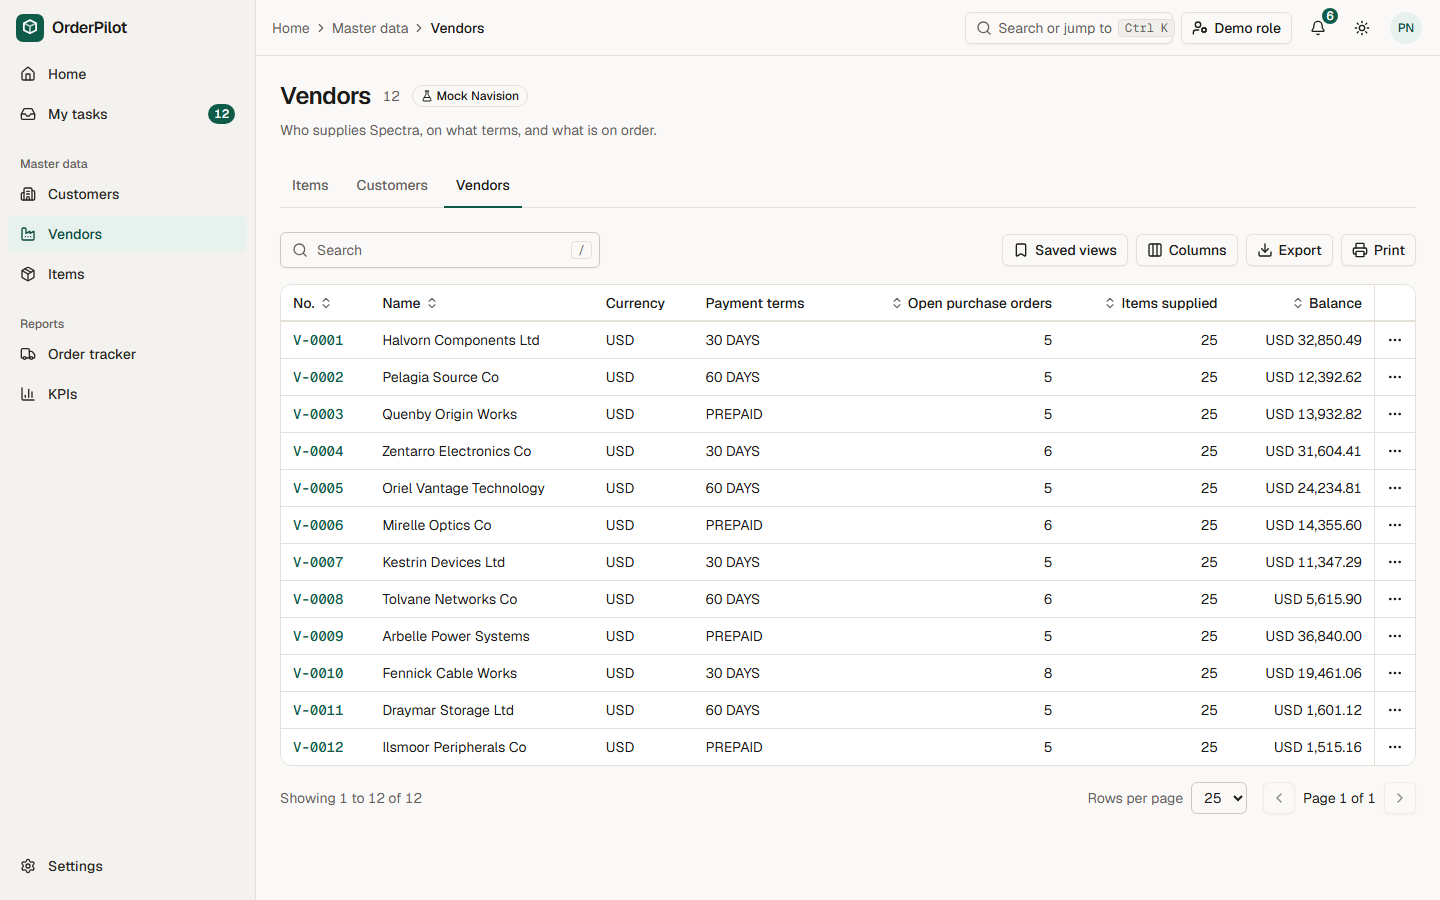 OrderPilot
Home
My tasks 12
Master data
Customers
Vendors
Items
Reports
Order tracker
KPIs
Settings
Home > Master data > Vendors
Search or jump to Ctrl K
Demo role
6
PN
Vendors 12 Mock Navision
Who supplies Spectra, on what terms, and what is on order.
Items Customers Vendors
Search /
Saved views Columns Export Print
No. Name Currency Payment terms Open purchase orders Items supplied Balance
V-0001 Halvorn Components Ltd USD 30 DAYS 5 25 USD 32,850.49
V-0002 Pelagia Source Co USD 60 DAYS 5 25 USD 12,392.62
V-0003 Quenby Origin Works USD PREPAID 5 25 USD 13,932.82
V-0004 Zentarro Electronics Co USD 30 DAYS 6 25 USD 31,604.41
V-0005 Oriel Vantage Technology USD 60 DAYS 5 25 USD 24,234.81
V-0006 Mirelle Optics Co USD PREPAID 6 25 USD 14,355.60
V-0007 Kestrin Devices Ltd USD 30 DAYS 5 25 USD 11,347.29
V-0008 Tolvane Networks Co USD 60 DAYS 6 25 USD 5,615.90
V-0009 Arbelle Power Systems USD PREPAID 5 25 USD 36,840.00
V-0010 Fennick Cable Works USD 30 DAYS 8 25 USD 19,461.06
V-0011 Draymar Storage Ltd USD 60 DAYS 5 25 USD 1,601.12
V-0012 Ilsmoor Peripherals Co USD PREPAID 5 25 USD 1,515.16
Showing 1 to 12 of 12
Rows per page 25 Page 1 of 1